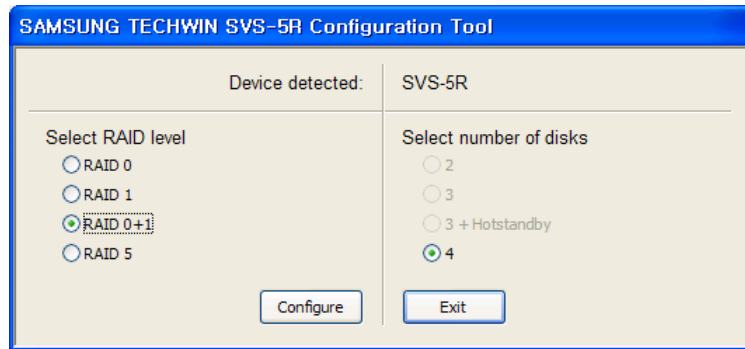 SAMSUNG TECHWIN SVS-5R Configuration Tool
Device detected: SVS-5R
Select RAID level
RAID 0
RAID 1
RAID 0+1
RAID 5
Select number of disks
2
3
3 + Hotstandby
4
Configure
Exit